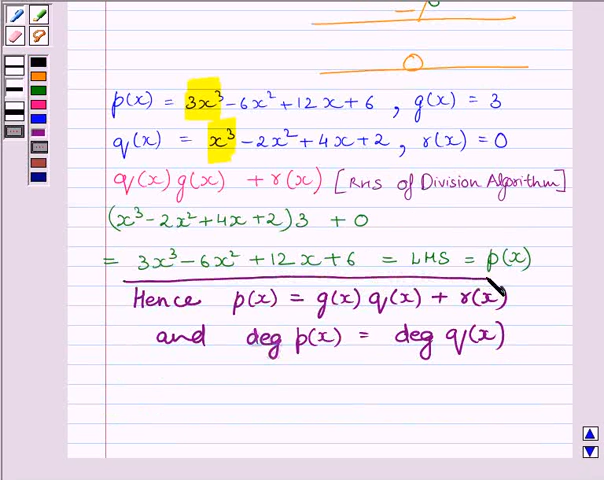 p(x) = 3x³ - 6x² + 12x + 6 , g(x) = 3
q(x) = x³ - 2x² + 4x + 2 , r(x) = 0
q(x) g(x) + r(x) [RHS of Division Algorithm]
(x³ - 2x² + 4x + 2) 3 + 0
= 3x³ - 6x² + 12x + 6 = LHS = p(x)
Hence p(x) = g(x) q(x) + r(x)
and deg p(x) = deg q(x)